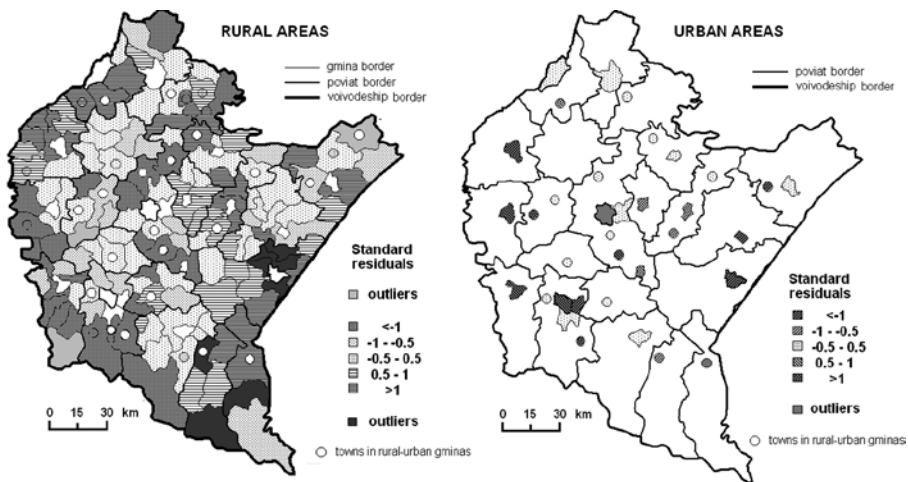 RURAL AREAS
gmina border
poviat border
voivodeship border
Standard
residuals
outliers
<-1
-1 --0.5
-0.5 - 0.5
0.5 - 1
>1
outliers
0 15 30 km
towns in rural-urban gminas
URBAN AREAS
poviat border
voivodeship border
Standard
residuals
<-1
-1 --0.5
-0.5 - 0.5
0.5 - 1
>1
outliers
0 15 30 km
towns in rural-urban gminas